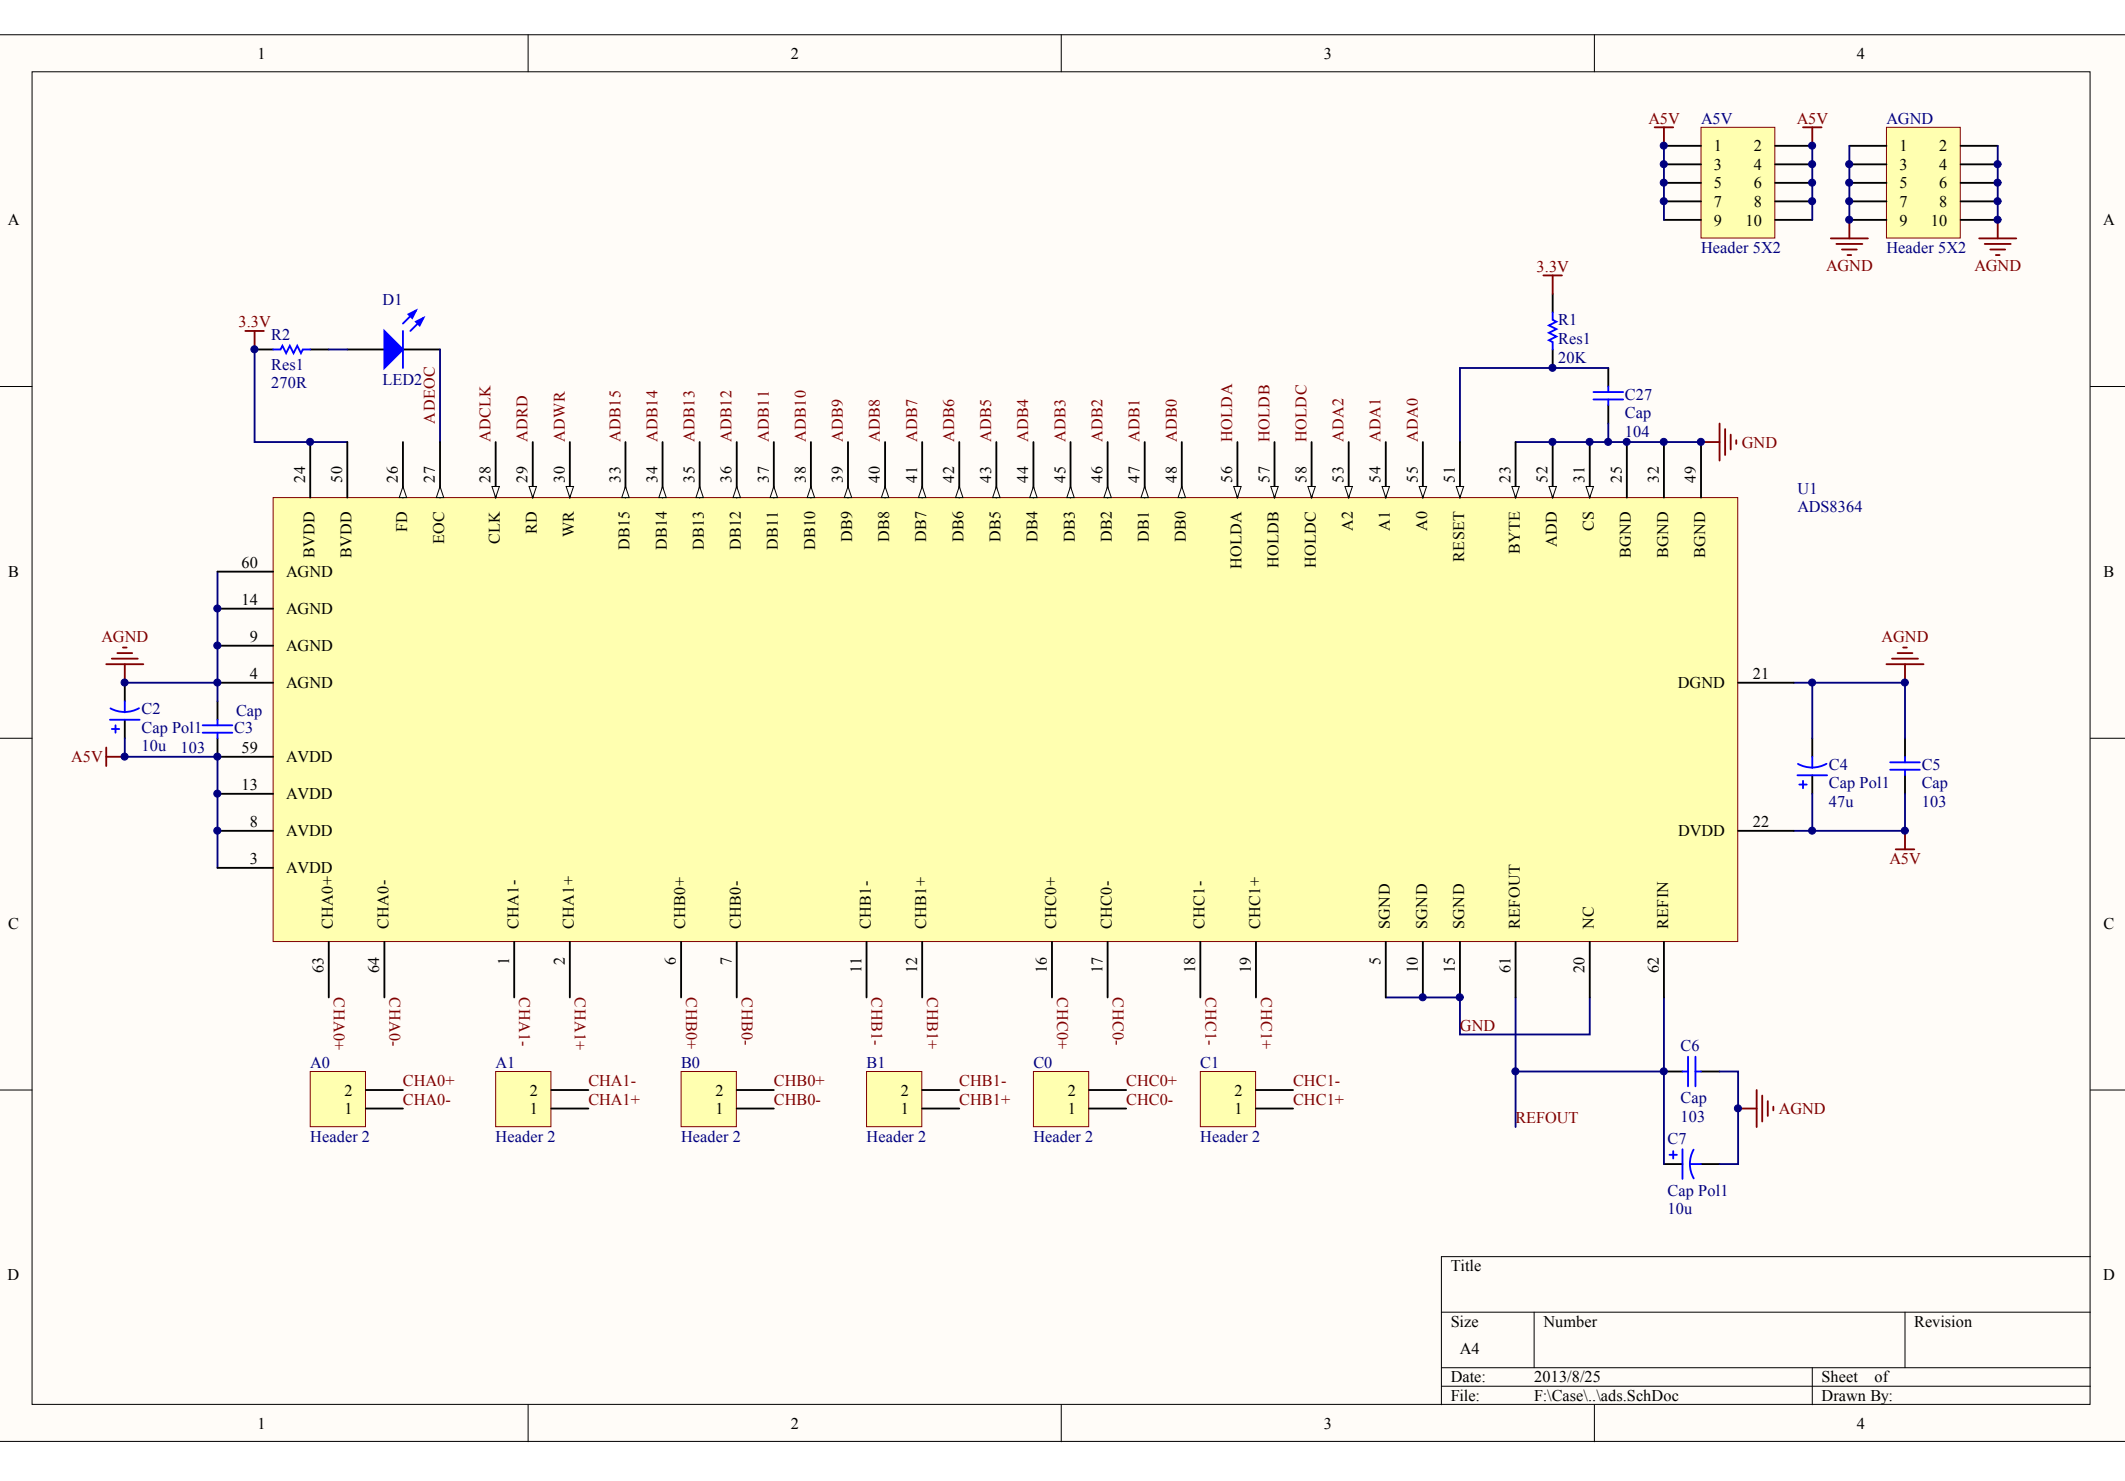 1 2 3 4
A A
B B
C C
D D
A5V A5V A5V
1 2
3 4
5 6
7 8
9 10
Header 5X2
AGND
1 2
3 4
5 6
7 8
9 10
Header 5X2
AGND AGND
3.3V
R1
Res1
20K
C27
Cap
104
GND
D1
3.3V
R2
Res1
270R
LED2
ADEOC
ADCLK
ADRD
ADWR
ADB15
ADB14
ADB13
ADB12
ADB11
ADB10
ADB9
ADB8
ADB7
ADB6
ADB5
ADB4
ADB3
ADB2
ADB1
ADB0
HOLDA
HOLDB
HOLDC
ADA2
ADA1
ADA0
24 50 26 27 28 29 30 33 34 35 36 37 38 39 40 41 42 43 44 45 46 47 48 56 57 58 53 54 55 51 23 52 31 25 32 49
U1
ADS8364
BVDD
BVDD
FD
EOC
CLK
RD
WR
DB15
DB14
DB13
DB12
DB11
DB10
DB9
DB8
DB7
DB6
DB5
DB4
DB3
DB2
DB1
DB0
HOLDA
HOLDB
HOLDC
A2
A1
A0
RESET
BYTE
ADD
CS
BGND
BGND
BGND
60 AGND
14 AGND
9 AGND
4 AGND
59 AVDD
13 AVDD
8 AVDD
3 AVDD
AGND
C2
Cap Pol1
10u
Cap
C3
103
A5V
DGND 21
DVDD 22
AGND
C4
Cap Pol1
47u
C5
Cap
103
A5V
CHA0+
CHA0-
CHA1-
CHA1+
CHB0+
CHB0-
CHB1-
CHB1+
CHC0+
CHC0-
CHC1-
CHC1+
SGND
SGND
SGND
REFOUT
NC
REFIN
63 64 1 2 6 7 11 12 16 17 18 19 5 10 15 61 20 62
CHA0+
CHA0-
CHA1-
CHA1+
CHB0+
CHB0-
CHB1-
CHB1+
CHC0+
CHC0-
CHC1-
CHC1+
GND
REFOUT
A0
2 CHA0+
1 CHA0-
Header 2
A1
2 CHA1-
1 CHA1+
Header 2
B0
2 CHB0+
1 CHB0-
Header 2
B1
2 CHB1-
1 CHB1+
Header 2
C0
2 CHC0+
1 CHC0-
Header 2
C1
2 CHC1-
1 CHC1+
Header 2
C6
Cap
103
AGND
C7
Cap Pol1
10u
Title
Size Number Revision
A4
Date: 2013/8/25 Sheet of
File: F:\Case\..\ads.SchDoc Drawn By:
1 2 3 4